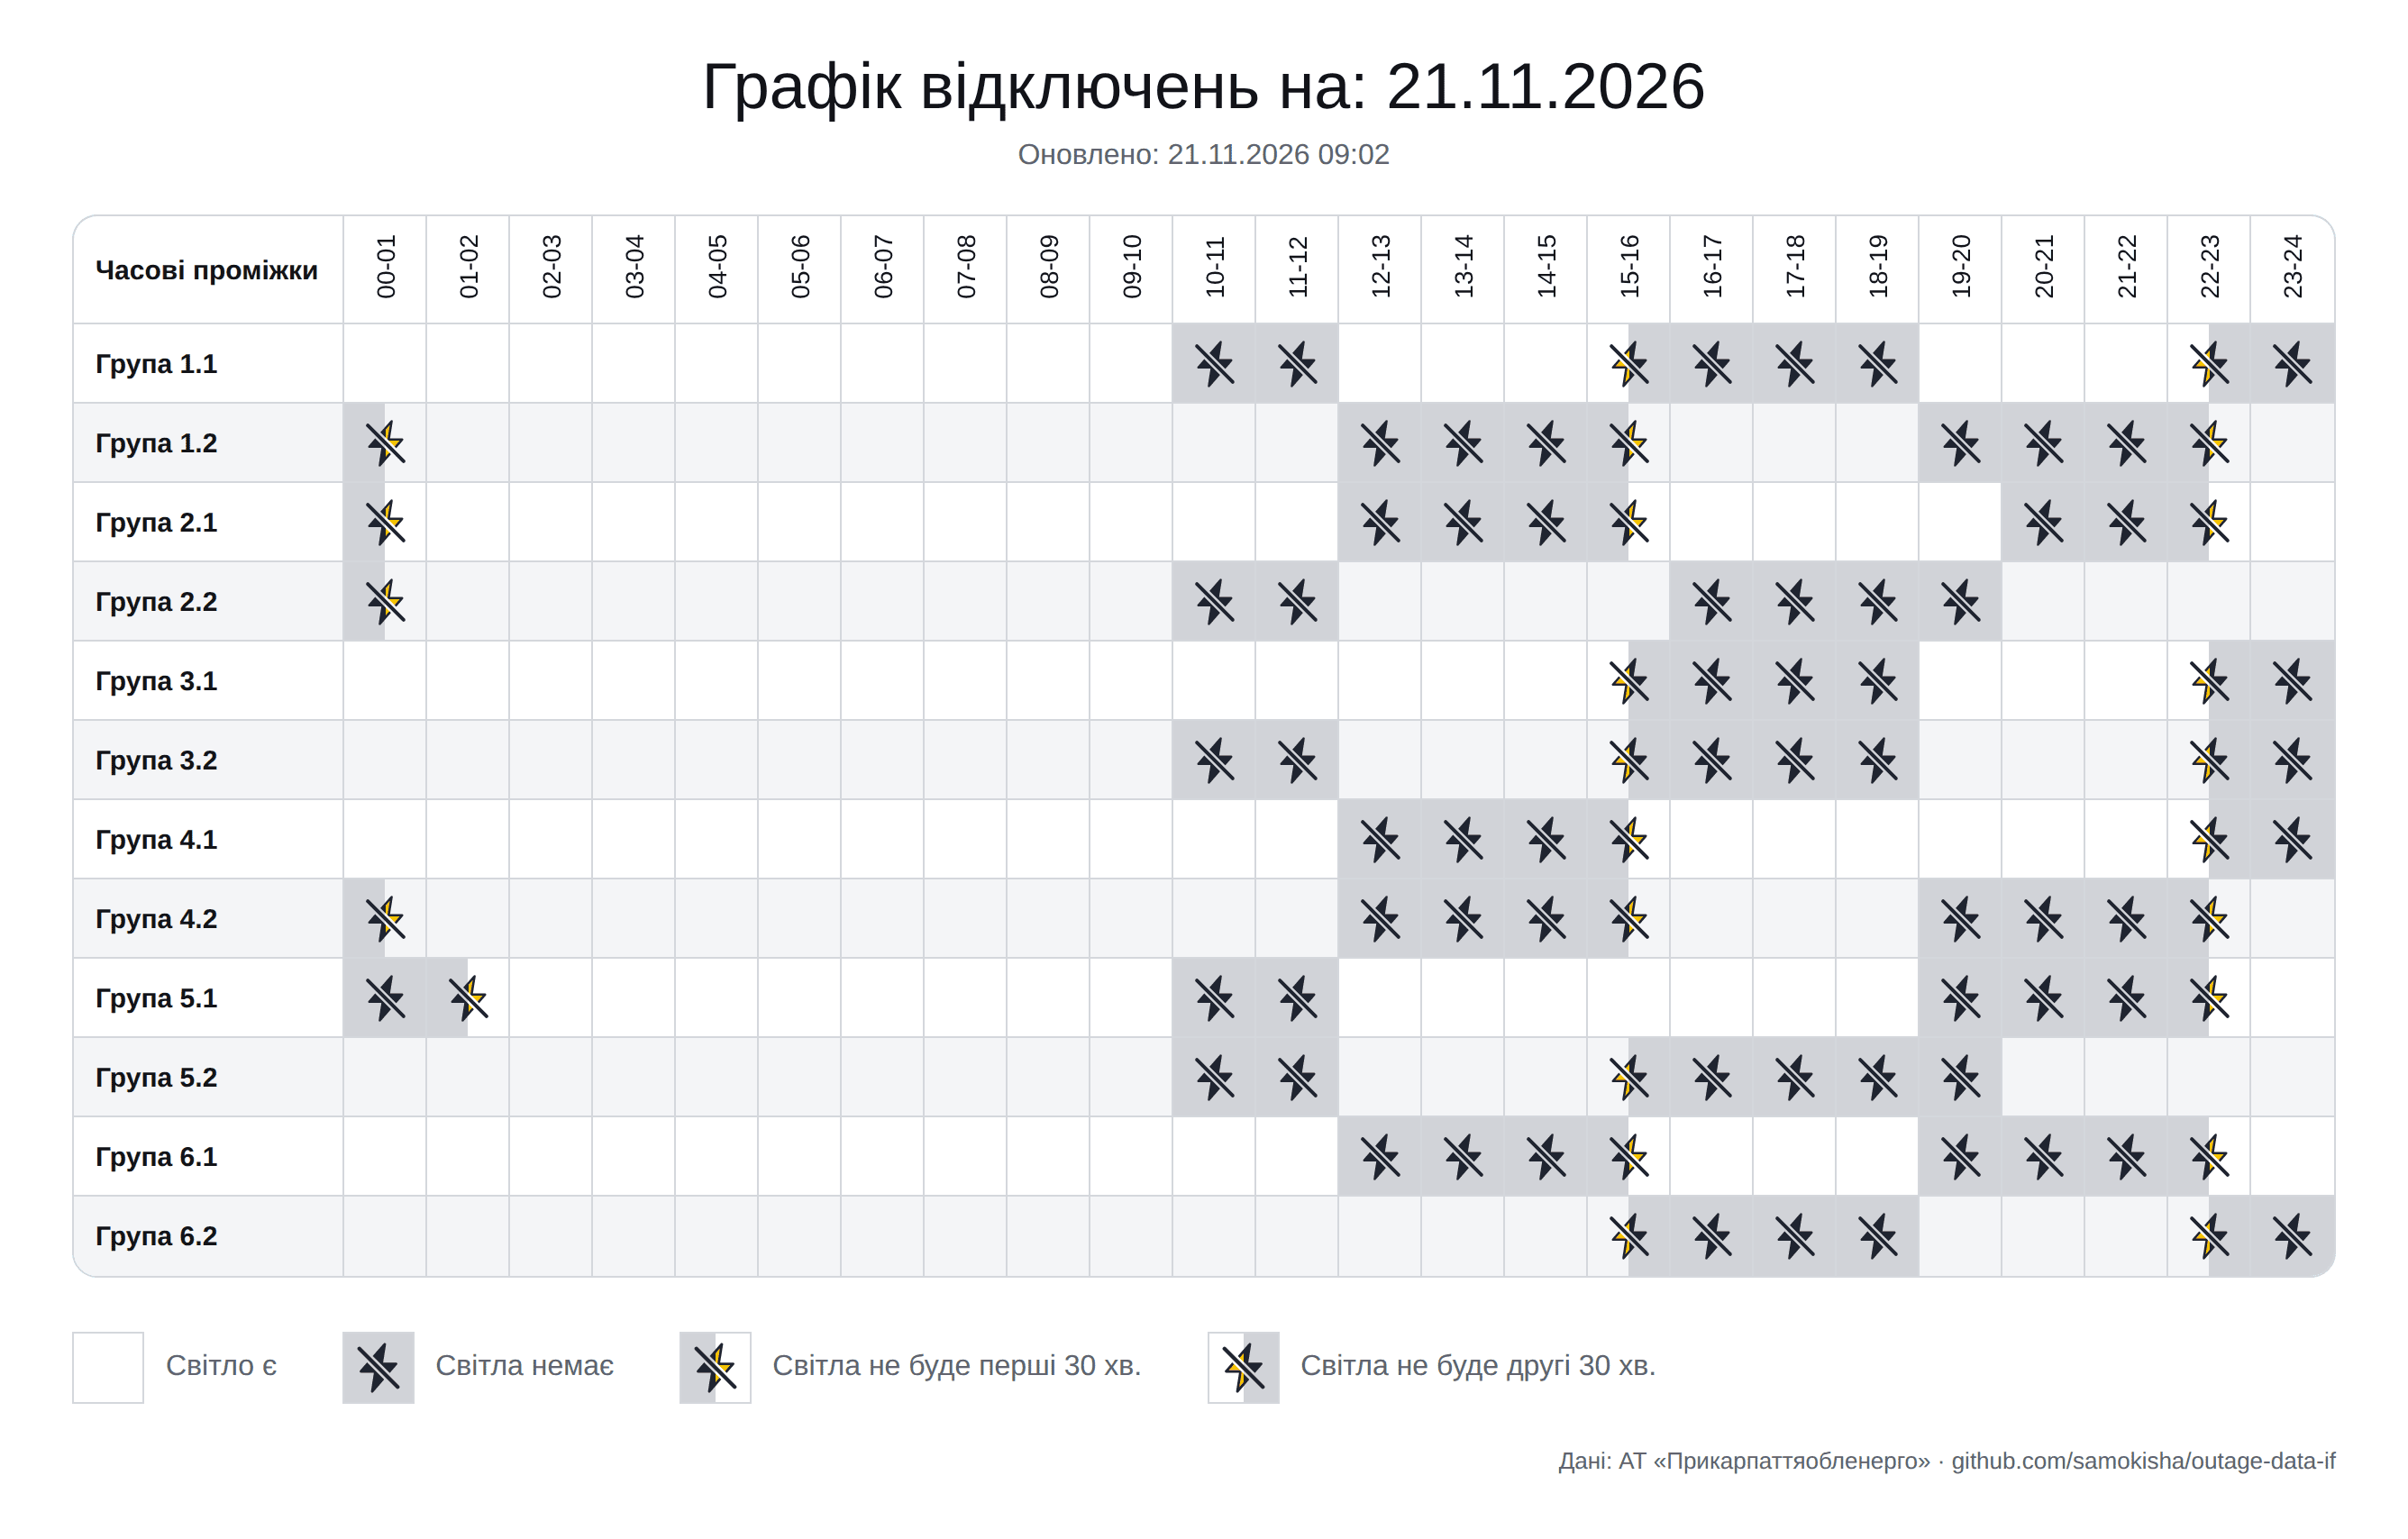 Графік відключень на: 21.11.2026
Оновлено: 21.11.2026 09:02
Часові проміжки 00-01 01-02 02-03 03-04 04-05 05-06 06-07 07-08 08-09 09-10 10-11 11-12 12-13 13-14 14-15 15-16 16-17 17-18 18-19 19-20 20-21 21-22 22-23 23-24
Група 1.1
Група 1.2
Група 2.1
Група 2.2
Група 3.1
Група 3.2
Група 4.1
Група 4.2
Група 5.1
Група 5.2
Група 6.1
Група 6.2
Світло є Світла немає Світла не буде перші 30 хв. Світла не буде другі 30 хв.
Дані: АТ «Прикарпаттяобленерго» · github.com/samokisha/outage-data-if